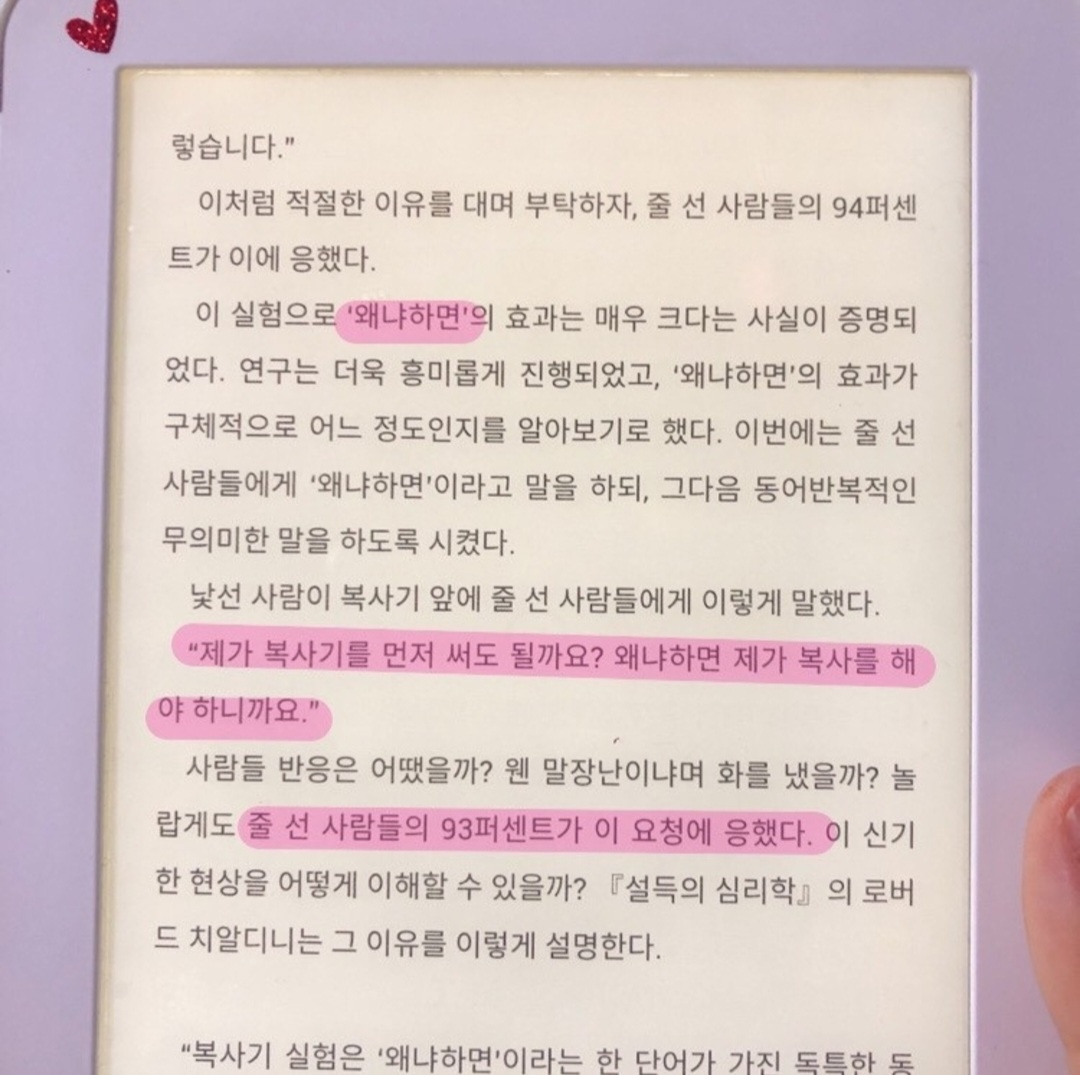 렇습니다.”
이처럼 적절한 이유를 대며 부탁하자, 줄 선 사람들의 94퍼센
트가 이에 응했다.
이 실험으로 ‘왜냐하면’의 효과는 매우 크다는 사실이 증명되
었다. 연구는 더욱 흥미롭게 진행되었고, ‘왜냐하면’의 효과가
구체적으로 어느 정도인지를 알아보기로 했다. 이번에는 줄 선
사람들에게 ‘왜냐하면’이라고 말을 하되, 그다음 동어반복적인
무의미한 말을 하도록 시켰다.
낯선 사람이 복사기 앞에 줄 선 사람들에게 이렇게 말했다.
“제가 복사기를 먼저 써도 될까요? 왜냐하면 제가 복사를 해
야 하니까요.”
사람들 반응은 어땠을까? 웬 말장난이냐며 화를 냈을까? 놀
랍게도 줄 선 사람들의 93퍼센트가 이 요청에 응했다. 이 신기
한 현상을 어떻게 이해할 수 있을까? 『설득의 심리학』의 로버
드 치알디니는 그 이유를 이렇게 설명한다.
“복사기 실험은 ‘왜냐하면’이라는 한 단어가 가진 독특한 동